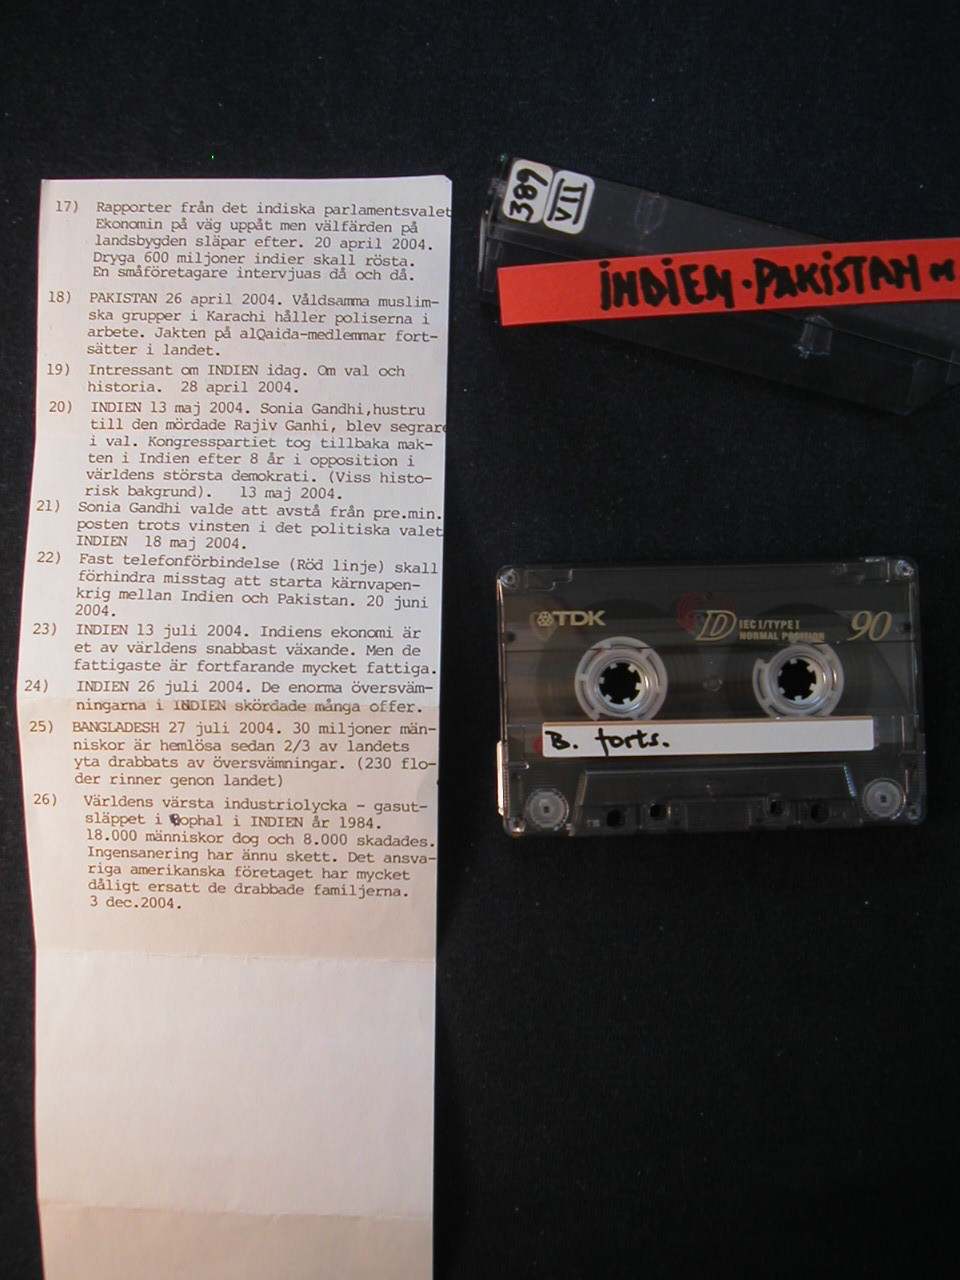 17) Rapporter från det indiska parlamentsvalet
Ekonomin på väg uppåt men välfärden på
landsbygden släpar efter. 20 april 2004.
Dryga 600 miljoner indier skall rösta.
En småföretagare intervjuas då och då.
18) PAKISTAN 26 april 2004. Våldsamma muslim-
ska grupper i Karachi håller poliserna i
arbete. Jakten på alQaida-medlemmar fort-
sätter i landet.
19) Intressant om INDIEN idag. Om val och
historia. 28 april 2004.
20) INDIEN 13 maj 2004. Sonia Gandhi,hustru
till den mördade Rajiv Ganhi, blev segrare
i val. Kongresspartiet tog tillbaka mak-
ten i Indien efter 8 år i opposition i
världens största demokrati. (Viss histo-
risk bakgrund). 13 maj 2004.
21) Sonia Gandhi valde att avstå från pre.min.
posten trots vinsten i det politiska valet
INDIEN 18 maj 2004.
22) Fast telefonförbindelse (Röd linje) skall
förhindra misstag att starta kärnvapen-
krig mellan Indien och Pakistan. 20 juni
2004.
23) INDIEN 13 juli 2004. Indiens ekonomi är
et av världens snabbast växande. Men de
fattigaste är fortfarande mycket fattiga.
24) INDIEN 26 juli 2004. De enorma översväm-
ningarna i INDIEN skördade många offer.
25) BANGLADESH 27 juli 2004. 30 miljoner män-
niskor är hemlösa sedan 2/3 av landets
yta drabbats av översvämningar. (230 flo-
der rinner genon landet)
26) Världens värsta industriolycka - gasut-
släppet i Bophal i INDIEN år 1984.
18.000 människor dog och 8.000 skadades.
Ingensanering har ännu skett. Det ansva-
riga amerikanska företaget har mycket
dåligt ersatt de drabbade familjerna.
3 dec.2004.
389
VII
INDIEN·PAKISTAN
TDK
D IEC I/TYPE I
NORMAL POSITION
90
B. forts.